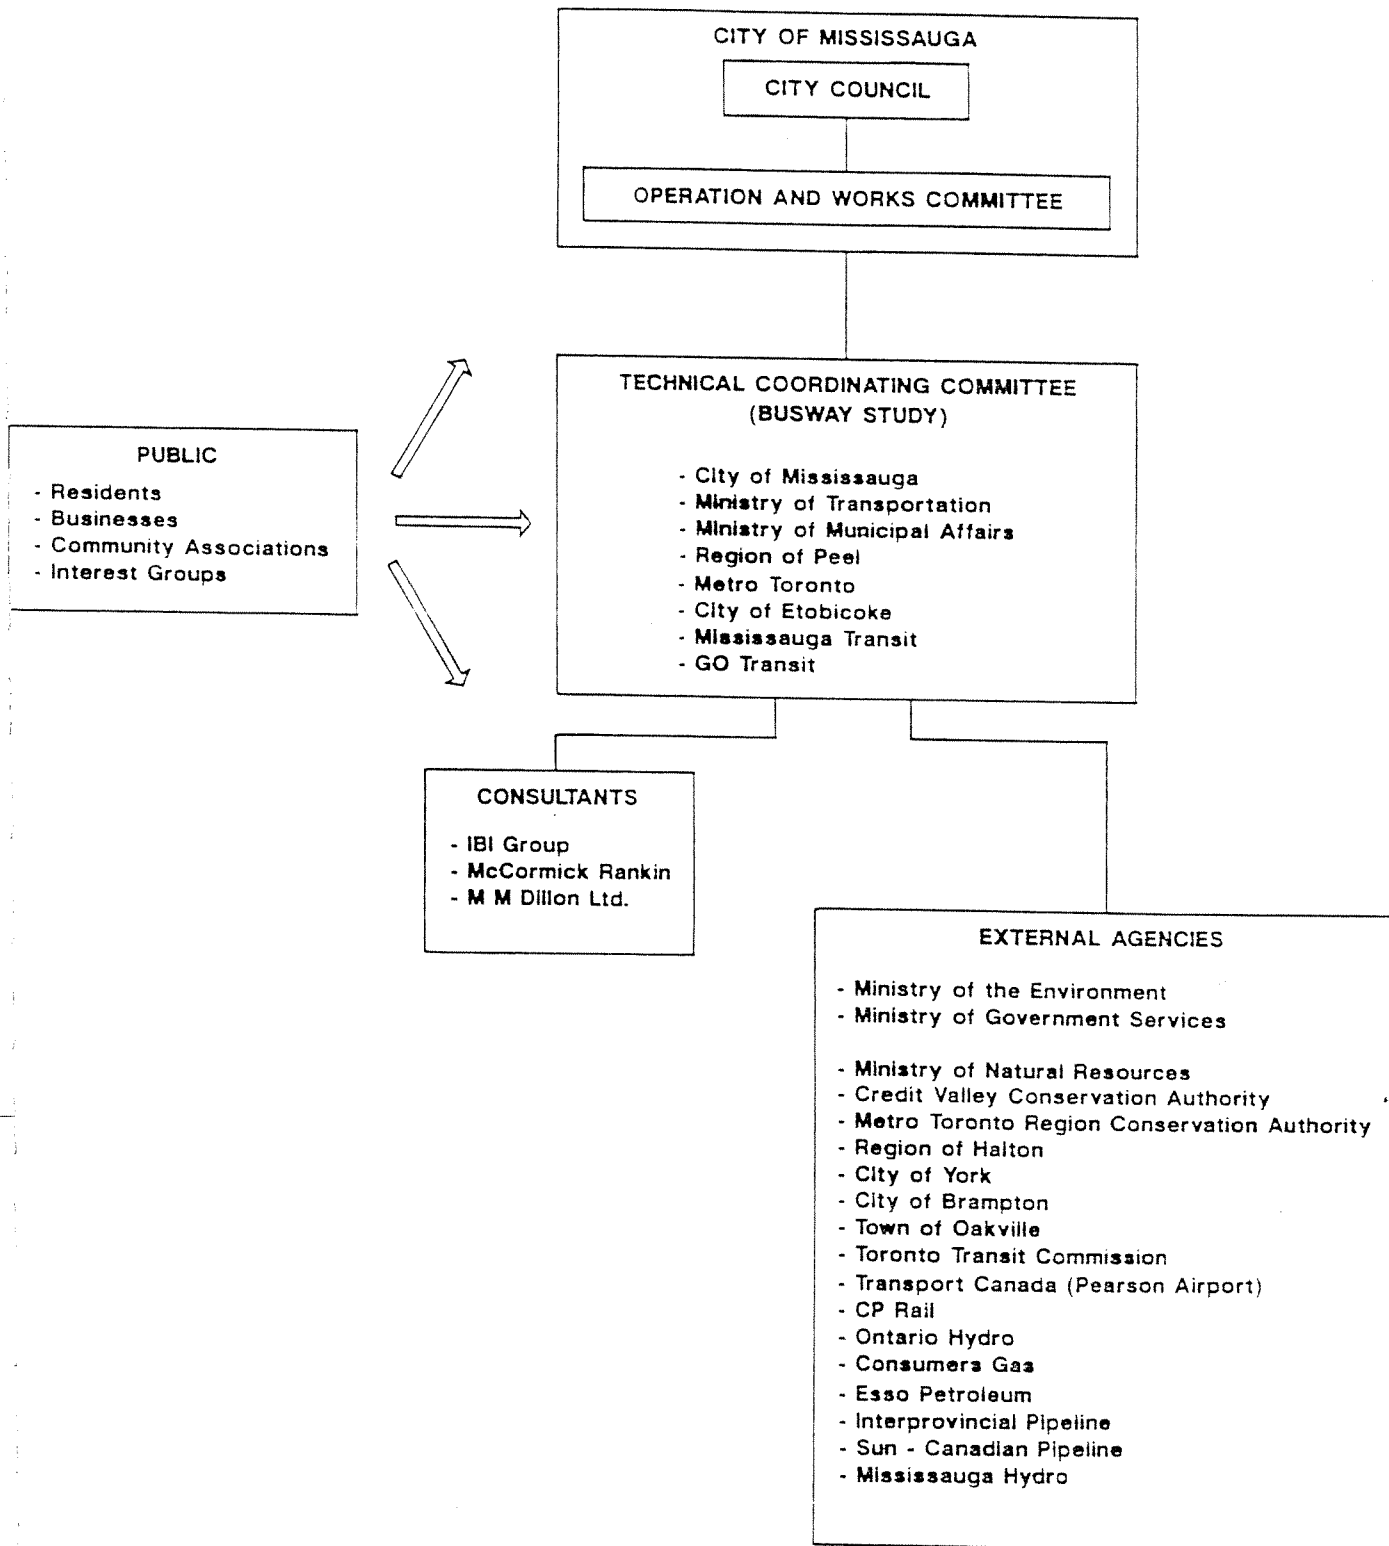 CITY OF MISSISSAUGA
CITY COUNCIL
OPERATION AND WORKS COMMITTEE
TECHNICAL COORDINATING COMMITTEE
(BUSWAY STUDY)
- City of Mississauga
- Ministry of Transportation
- Ministry of Municipal Affairs
- Region of Peel
- Metro Toronto
- City of Etobicoke
- Mississauga Transit
- GO Transit
PUBLIC
- Residents
- Businesses
- Community Associations
- Interest Groups
CONSULTANTS
- IBI Group
- McCormick Rankin
- M M Dillon Ltd.
EXTERNAL AGENCIES
- Ministry of the Environment
- Ministry of Government Services
- Ministry of Natural Resources
- Credit Valley Conservation Authority
- Metro Toronto Region Conservation Authority
- Region of Halton
- City of York
- City of Brampton
- Town of Oakville
- Toronto Transit Commission
- Transport Canada (Pearson Airport)
- CP Rail
- Ontario Hydro
- Consumers Gas
- Esso Petroleum
- Interprovincial Pipeline
- Sun - Canadian Pipeline
- Mississauga Hydro